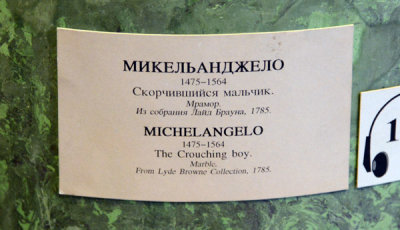 МИКЕЛЬАНДЖЕЛО
1475–1564
Скорчившийся мальчик.
Мрамор.
Из собрания Лайд Брауна, 1785.
MICHELANGELO
1475–1564
The Crouching boy.
Marble.
From Lyde Browne Collection, 1785.
1